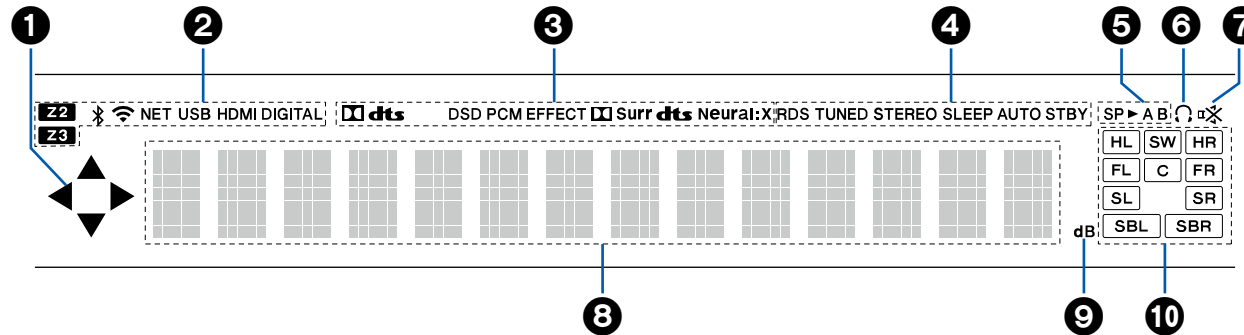 1 2 3 4 5 6 7
Z2 NET USB HDMI DIGITAL dts DSD PCM EFFECT Surr dts Neural:X RDS TUNED STEREO SLEEP AUTO STBY SP ► A B
Z3
HL SW HR
FL C FR
SL SR
dB SBL SBR
8 9 10